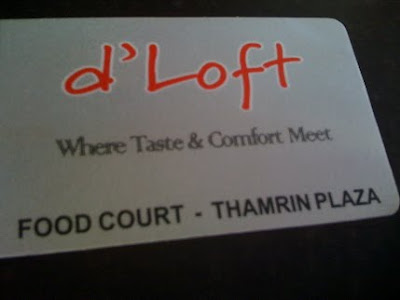 d'Loft
Where Taste & Comfort Meet
FOOD COURT - THAMRIN PLAZA